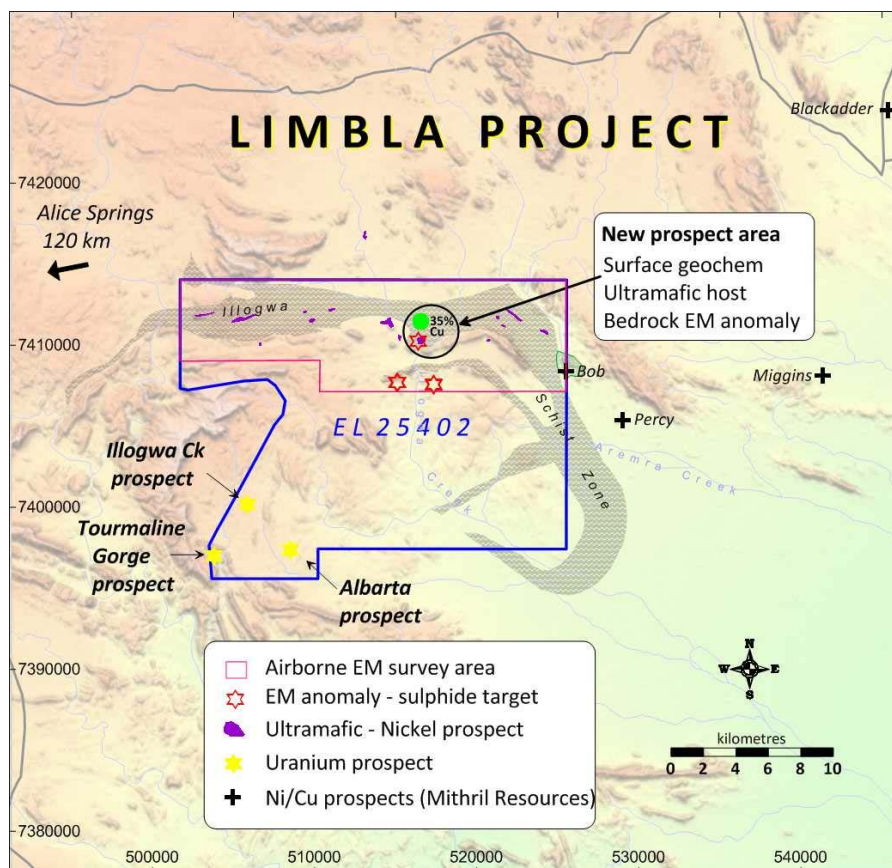 LIMBLA PROJECT
Blackadder
7420000
Alice Springs
120 km
New prospect area
Surface geochem
Ultramafic host
Bedrock EM anomaly
Illogwa
35%
Cu
7410000
Bob
Miggins
Schist
Zone
Percy
EL 25402
Aremra Creek
Creek
Illogwa Ck
prospect
7400000
Tourmaline
Gorge
prospect
Albarta
prospect
7390000
Airborne EM survey area
EM anomaly - sulphide target
Ultramafic - Nickel prospect
Uranium prospect
Ni/Cu prospects (Mithril Resources)
N
W E
S
kilometres
0 2 4 6 8 10
7380000
500000 510000 520000 530000 540000